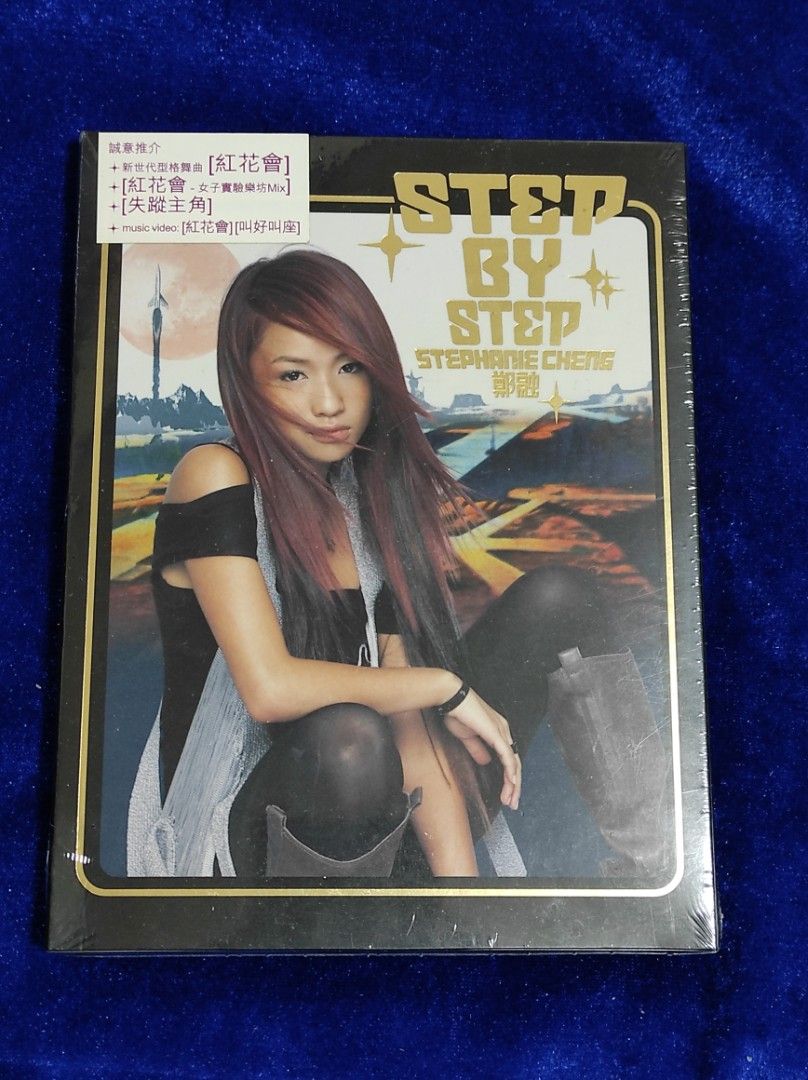 誠意推介
✦新世代型格舞曲 [紅花會]
✦[紅花會 - 女子實驗樂坊Mix]
✦[失蹤主角]
✦ music video: [紅花會][叫好叫座]
STEP
BY
STEP
STEPHANIE CHENG
鄭融